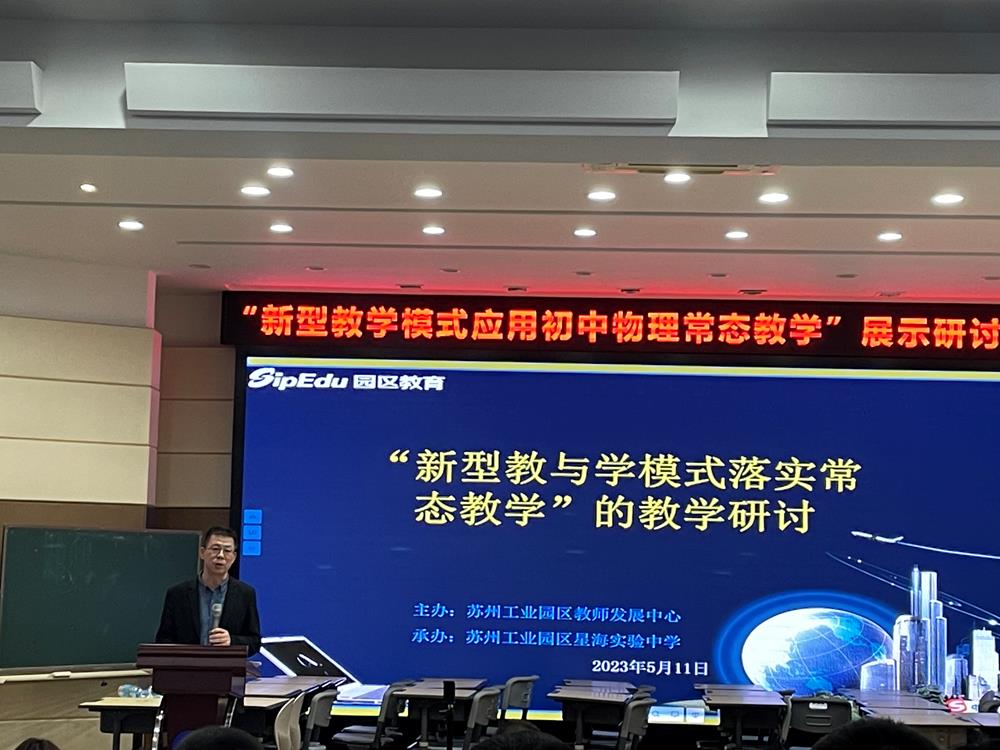 “新型教学模式应用初中物理常态教学”展示研讨
SipEdu 园区教育
“新型教与学模式落实常
态教学”的教学研讨
主办：苏州工业园区教师发展中心
承办：苏州工业园区星海实验中学
2023年5月11日